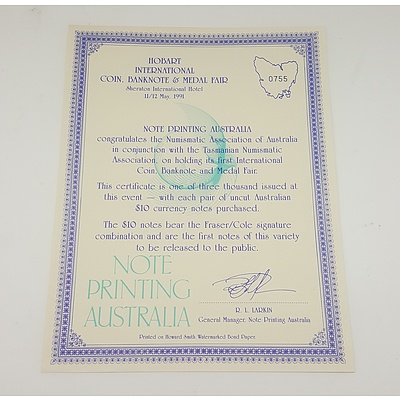 HOBART
INTERNATIONAL
COIN, BANKNOTE & MEDAL FAIR
Sheraton International Hotel
11/12 May, 1991
0755
NOTE PRINTING AUSTRALIA
congratulates the Numismatic Association of Australia
in conjunction with the Tasmanian Numismatic
Association, on holding its first International
Coin, Banknote and Medal Fair.
This certificate is one of three thousand issued at
this event — with each pair of uncut Australian
$10 currency notes purchased.
The $10 notes bear the Fraser/Cole signature
combination and are the first notes of this variety
to be released to the public.
NOTE
PRINTING
AUSTRALIA
R. L. LARKIN
General Manager, Note Printing Australia
Printed on Howard Smith Watermarked Bond Paper.